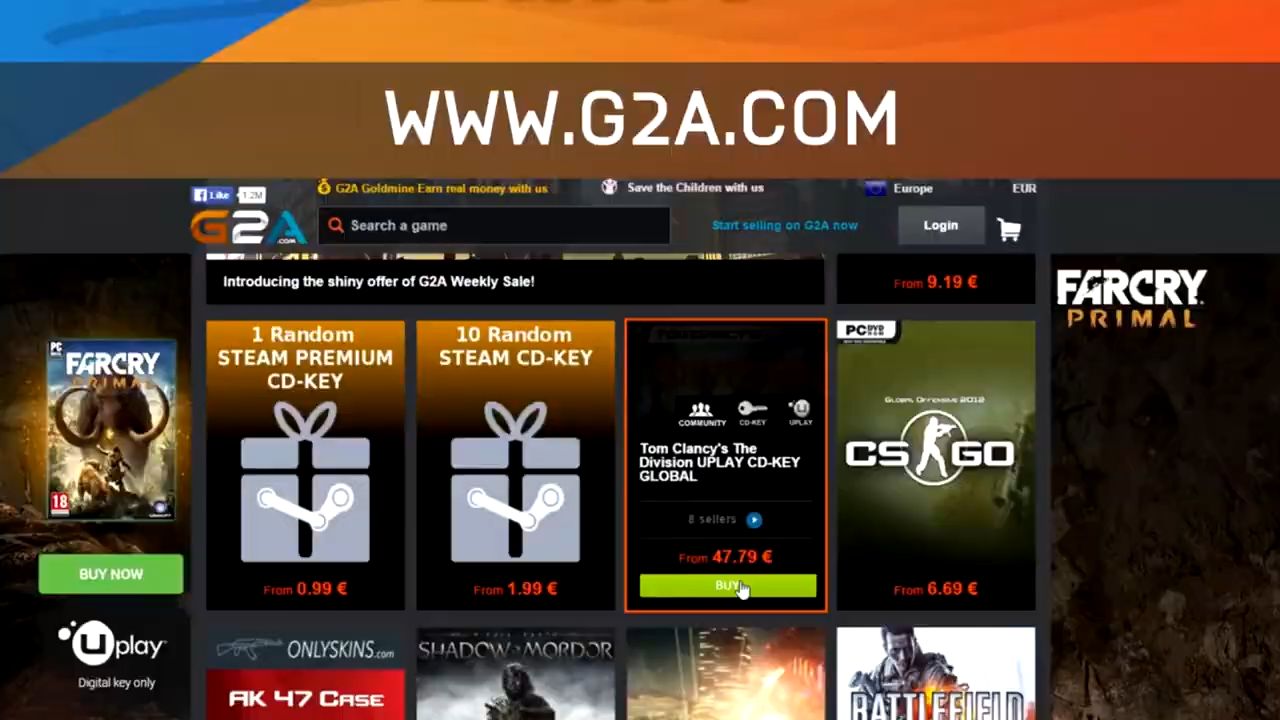 WWW.G2A.COM
Like 1.2M
G2A Goldmine Earn real money with us
Save the Children with us
Europe
EUR
G2A.COM
Search a game
Start selling on G2A now
Login
Introducing the shiny offer of G2A Weekly Sale!
From 9.19 €
FARCRY
PRIMAL
PC
FARCRY
PRIMAL
18
BUY NOW
Uplay
Digital key only
1 Random
STEAM PREMIUM
CD-KEY
From 0.99 €
10 Random
STEAM CD-KEY
From 1.99 €
COMMUNITY CD-KEY UPLAY
Tom Clancy's The
Division UPLAY CD-KEY
GLOBAL
8 sellers
From 47.79 €
BUY
PC DVD
GLOBAL OFFENSIVE 2012
CS GO
From 6.69 €
ONLYSKINS.com
AK 47 CASE
SHADOW OF MORDOR
BATTLEFIELD